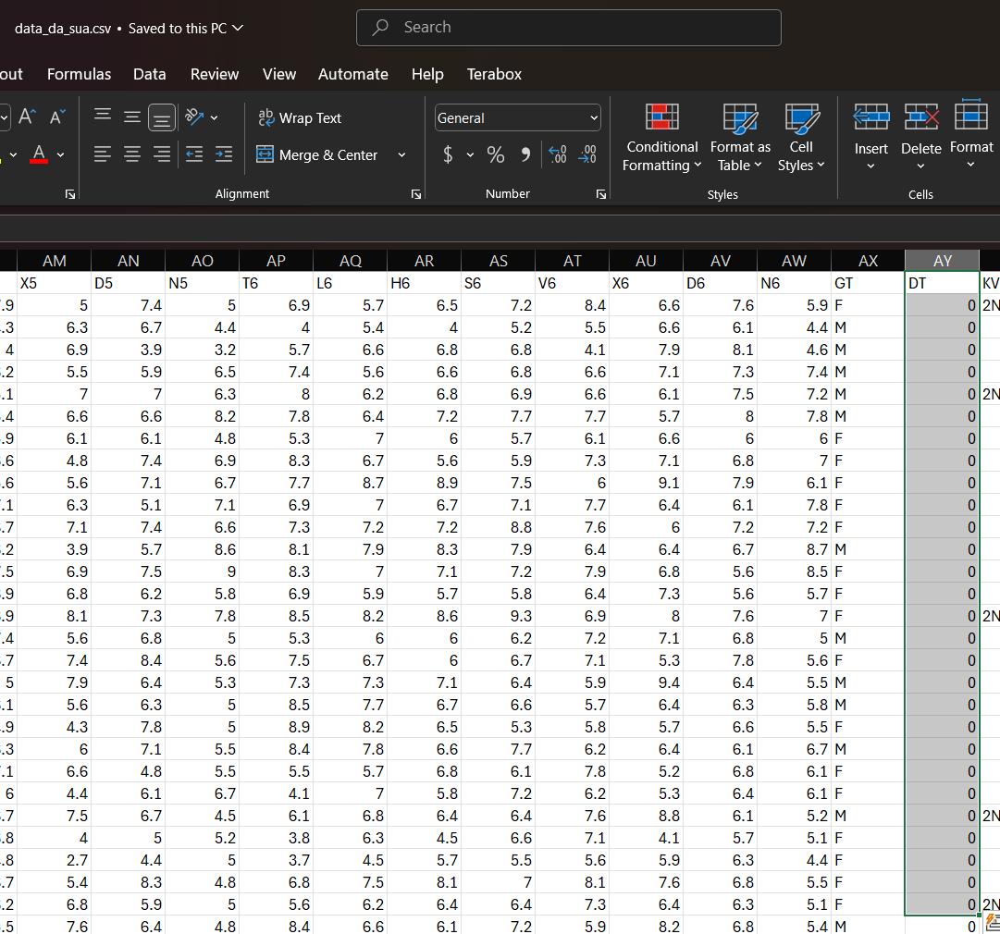 data_da_sua.csv • Saved to this PC
Search
out Formulas Data Review View Automate Help Terabox
Wrap Text
General
Merge & Center
$ % ,
Conditional Formatting
Format as Table
Cell Styles
Insert Delete Format
Alignment Number Styles Cells
AM AN AO AP AQ AR AS AT AU AV AW AX AY
X5 D5 N5 T6 L6 H6 S6 V6 X6 D6 N6 GT DT KV
.9 5 7.4 5 6.9 5.7 6.5 7.2 8.4 6.6 7.6 5.9 F 0 2N
.3 6.3 6.7 4.4 4 5.4 4 5.2 5.5 6.6 6.1 4.4 M 0
4 6.9 3.9 3.2 5.7 6.6 6.8 6.8 4.1 7.9 8.1 4.6 M 0
.2 5.5 5.9 6.5 7.4 5.6 6.6 6.8 6.6 7.1 7.3 7.4 M 0
.1 7 7 6.3 8 6.2 6.8 6.9 6.6 6.1 7.5 7.2 M 0 2N
.4 6.6 6.6 8.2 7.8 6.4 7.2 7.7 7.7 5.7 8 7.8 M 0
.9 6.1 6.1 4.8 5.3 7 6 5.7 6.1 6.6 6 6 F 0
.6 4.8 7.4 6.9 8.3 6.7 5.6 5.9 7.3 7.1 6.8 7 F 0
.6 5.6 7.1 6.7 7.7 8.7 8.9 7.5 6 9.1 7.9 6.1 F 0
.1 6.3 5.1 7.1 6.9 7 6.7 7.1 7.7 6.4 6.1 7.8 F 0
.7 7.1 7.4 6.6 7.3 7.2 7.2 8.8 7.6 6 7.2 7.2 F 0
.2 3.9 5.7 8.6 8.1 7.9 8.3 7.9 6.4 6.4 6.7 8.7 M 0
.5 6.9 7.5 9 8.3 7 7.1 7.2 7.9 6.8 5.6 8.5 F 0
.9 6.8 6.2 5.8 6.9 5.9 5.7 5.8 6.4 7.3 5.6 5.7 F 0
.9 8.1 7.3 7.8 8.5 8.2 8.6 9.3 6.9 8 7.6 7 F 0 2N
.4 5.6 6.8 5 5.3 6 6 6.2 7.2 7.1 6.8 5 M 0
.7 7.4 8.4 5.6 7.5 6.7 6 6.7 7.1 5.3 7.8 5.6 F 0
5 7.9 6.4 5.3 7.3 7.3 7.1 6.4 5.9 9.4 6.4 5.5 M 0
.1 5.6 6.3 5 8.5 7.7 6.7 6.6 5.7 6.4 6.3 5.8 M 0
.9 4.3 7.8 5 8.9 8.2 6.5 5.3 5.8 5.7 6.6 5.5 F 0
.3 6 7.1 5.5 8.4 7.8 6.6 7.7 6.2 6.4 6.1 6.7 M 0
.1 6.6 4.8 5.5 5.5 5.7 6.8 6.1 7.8 5.2 6.8 6.1 F 0
6 4.4 6.1 6.7 4.1 7 5.8 7.2 6.2 5.3 6.4 6.1 F 0
.7 7.5 6.7 4.5 6.1 6.8 6.4 6.4 7.6 8.8 6.1 5.2 M 0 2N
.8 4 5 5.2 3.8 6.3 4.5 6.6 7.1 4.1 5.7 5.1 F 0
.8 2.7 4.4 5 3.7 4.5 5.7 5.5 5.6 5.9 6.3 4.4 F 0
.7 5.4 8.3 4.8 6.8 7.5 8.1 7 8.1 7.6 6.8 5.5 F 0
.2 6.8 5.9 5 5.6 6.2 6.4 6.4 7.3 6.4 6.3 5.1 F 0 2N
.5 7.6 6.4 4.8 8.4 6.6 6.1 7.2 5.9 8.2 6.8 5.4 M 0